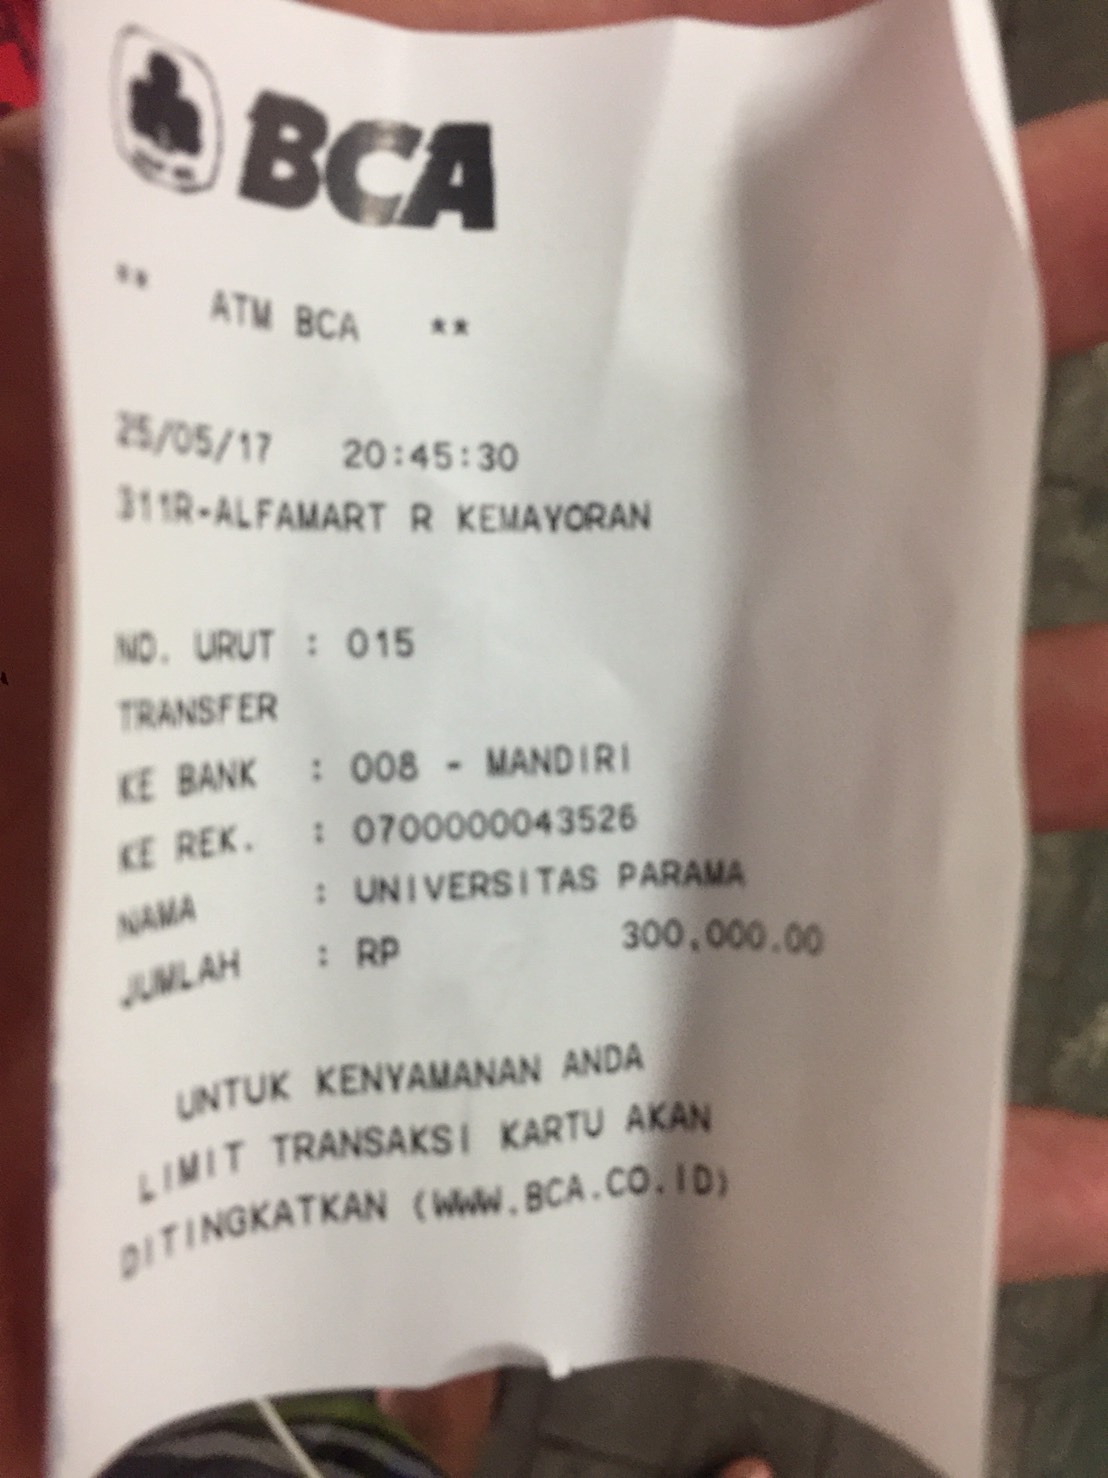 BCA
** ATM BCA **
25/05/17 20:45:30
311R-ALFAMART R KEMAYORAN
NO. URUT : 015
TRANSFER
KE BANK : 008 - MANDIRI
KE REK. : 0700000043526
NAMA : UNIVERSITAS PARAMA
JUMLAH : RP 300,000.00
UNTUK KENYAMANAN ANDA
LIMIT TRANSAKSI KARTU AKAN
DITINGKATKAN (WWW.BCA.CO.ID)